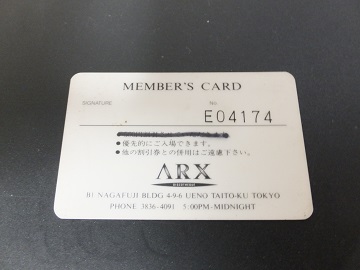 MEMBER'S CARD
SIGNATURE No.
E04174
●優先的にご入場できます。
●他の割引券との併用はご遠慮下さい。
ARX
B1 NAGAFUJI BLDG 4-9-6 UENO TAITO-KU TOKYO
PHONE 3836-4091 5:00PM-MIDNIGHT